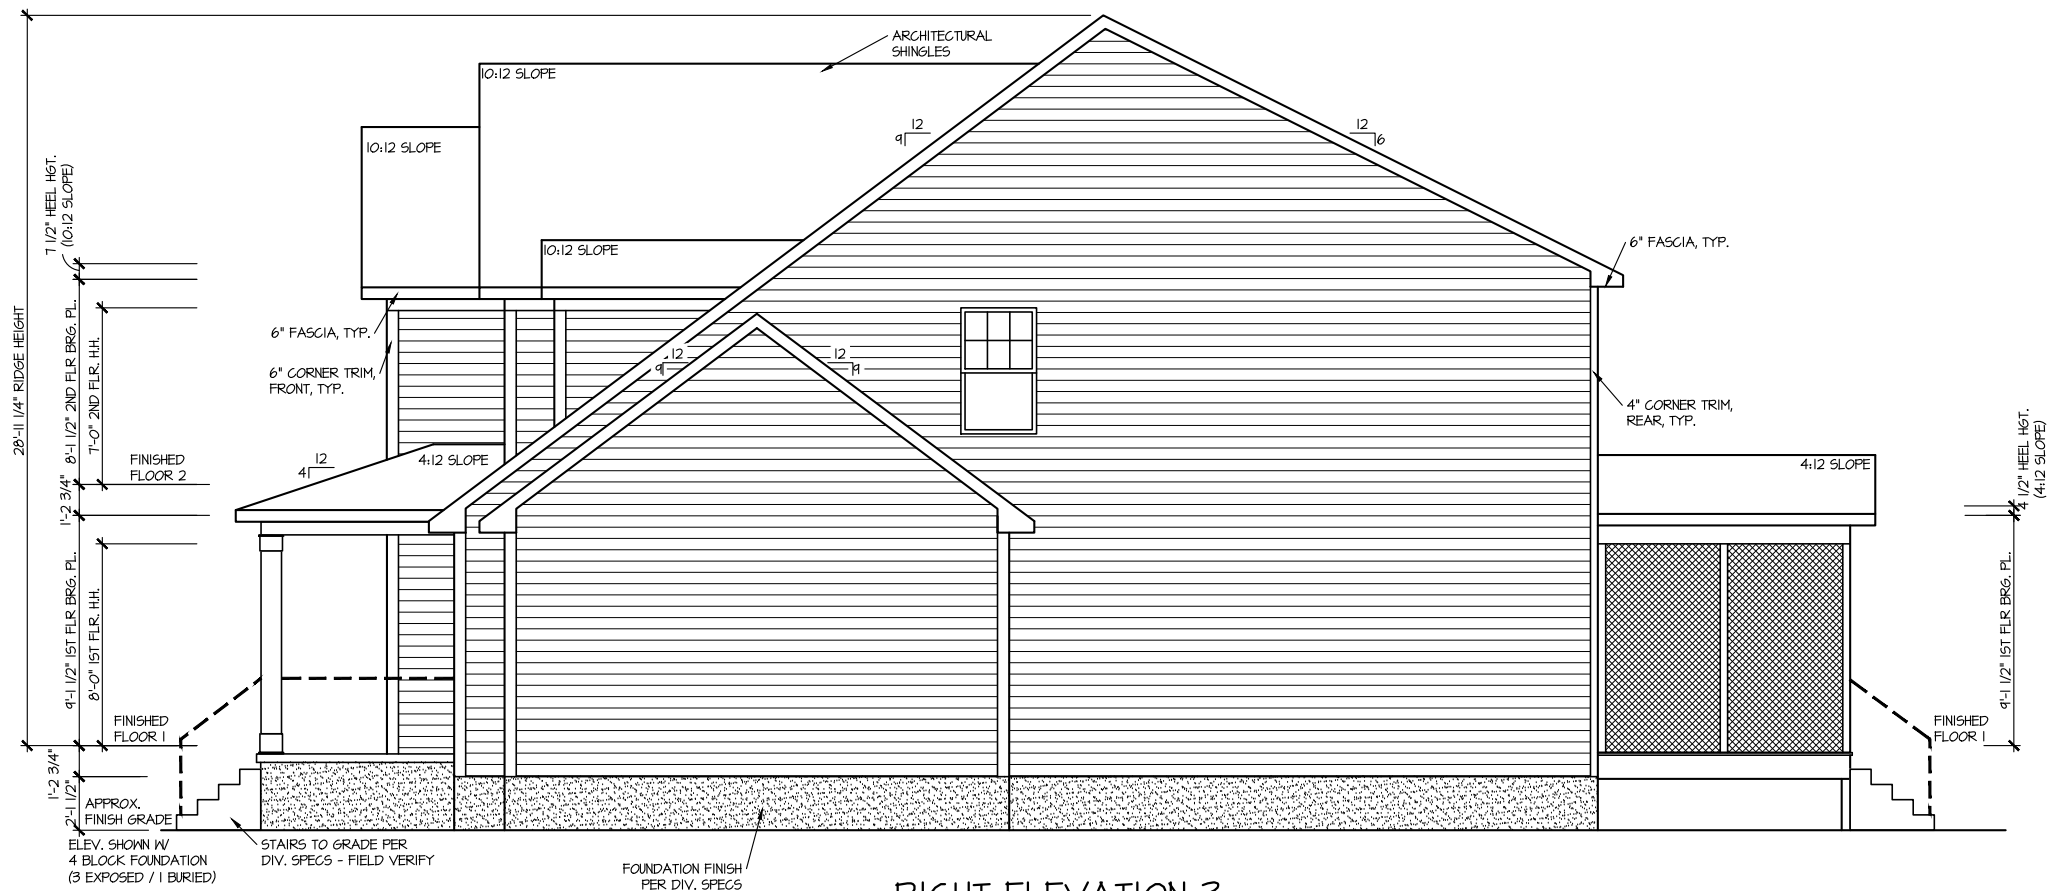 ARCHITECTURAL
SHINGLES
10:12 SLOPE
10:12 SLOPE
10:12 SLOPE
12
9
12
6
7 1/2" HEEL HGT.
(10:12 SLOPE)
28'-11 1/4" RIDGE HEIGHT
8'-1 1/2" 2ND FLR BRG. PL.
7'-0" 2ND FLR. H.H.
1'-2 3/4"
9'-1 1/2" 1ST FLR BRG. PL.
8'-0" 1ST FLR. H.H.
1'-2 3/4"
2'-1 1/2"
6" FASCIA, TYP.
6" CORNER TRIM,
FRONT, TYP.
6" FASCIA, TYP.
12
9
12
9
4" CORNER TRIM,
REAR, TYP.
FINISHED
FLOOR 2
12
4
4:12 SLOPE
4:12 SLOPE
4 1/2" HEEL HGT.
(4:12 SLOPE)
9'-1 1/2" 1ST FLR BRG. PL.
FINISHED
FLOOR 1
FINISHED
FLOOR 1
APPROX.
FINISH GRADE
ELEV. SHOWN W/
4 BLOCK FOUNDATION
(3 EXPOSED / 1 BURIED)
STAIRS TO GRADE PER
DIV. SPECS - FIELD VERIFY
FOUNDATION FINISH
PER DIV. SPECS